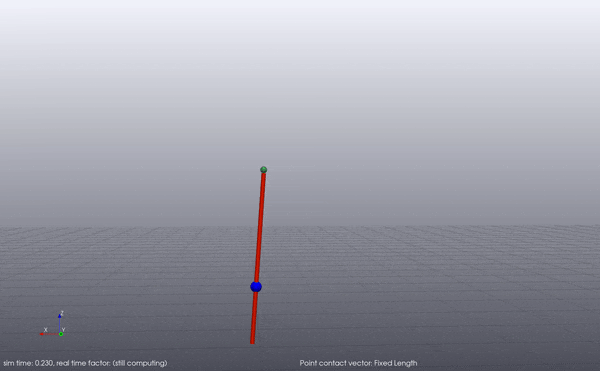 Z
X
Y
sim time: 0.230, real time factor: (still computing)
Point contact vector: Fixed Length